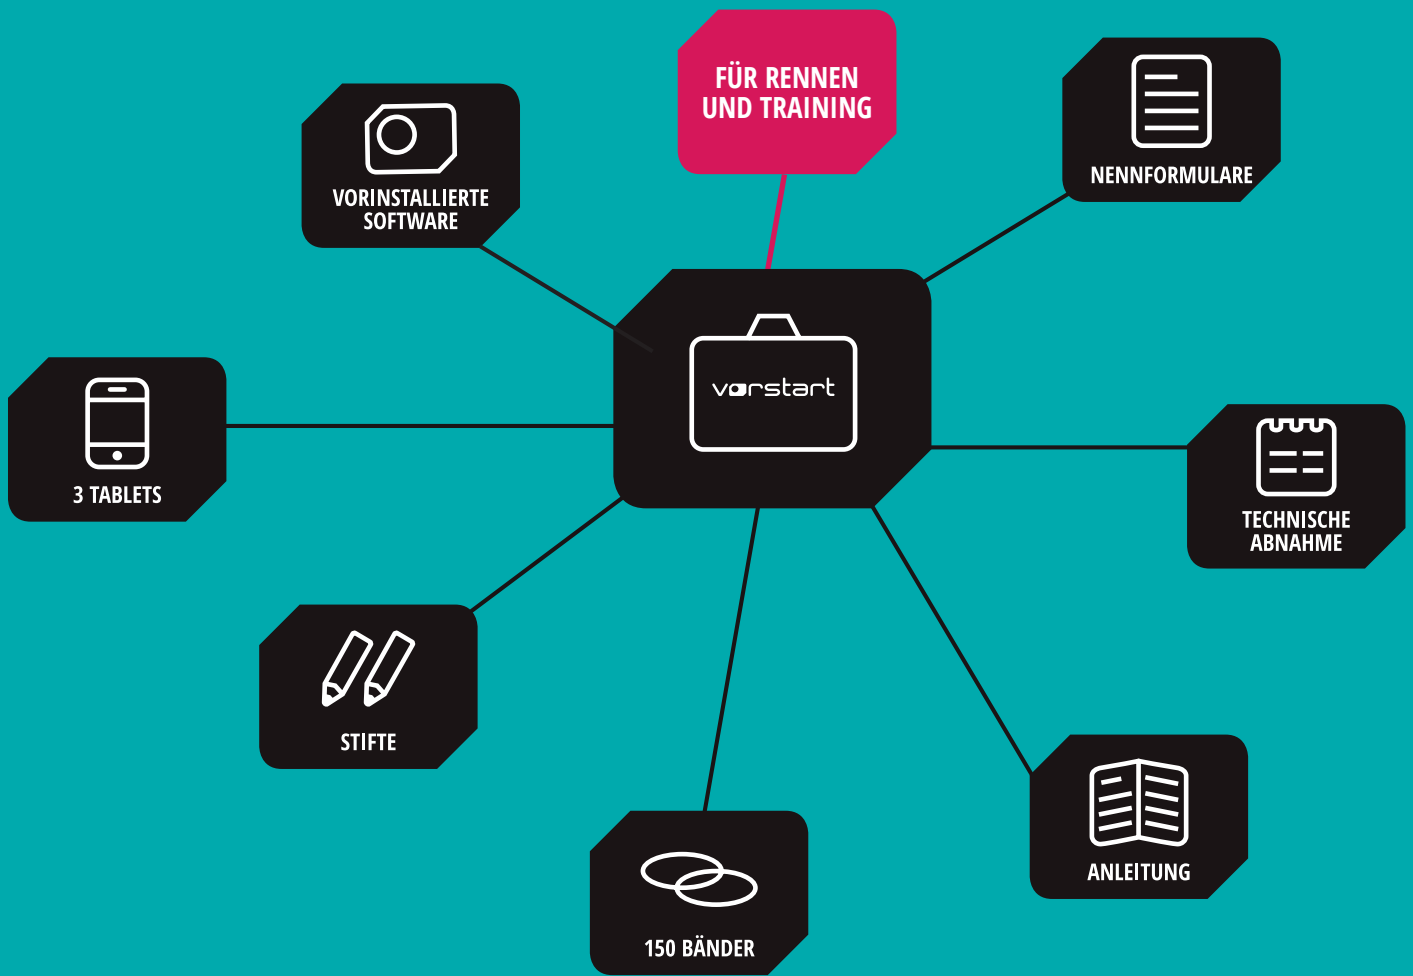 FÜR RENNEN
UND TRAINING
NENNFORMULARE
VORINSTALLIERTE
SOFTWARE
vorstart
3 TABLETS
TECHNISCHE
ABNAHME
STIFTE
ANLEITUNG
150 BÄNDER